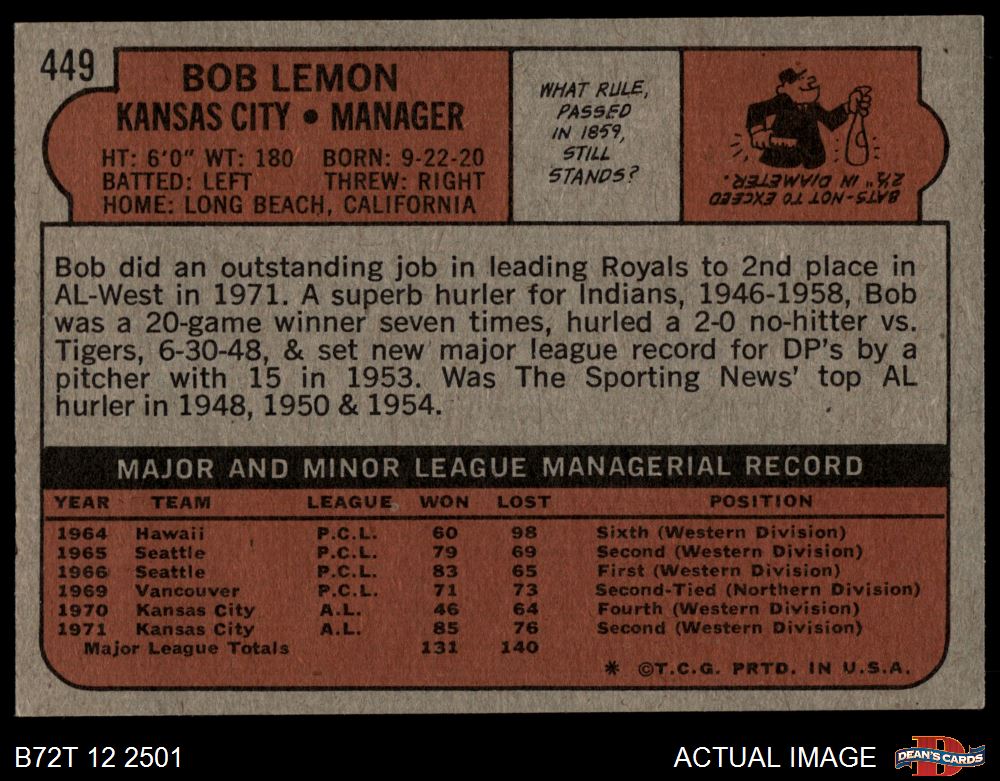 449
BOB LEMON
KANSAS CITY • MANAGER
HT: 6'0" WT: 180 BORN: 9-22-20
BATTED: LEFT THREW: RIGHT
HOME: LONG BEACH, CALIFORNIA
WHAT RULE,
PASSED
IN 1859,
STILL
STANDS?
BATS-NOT TO EXCEED
2½" IN DIAMETER.
Bob did an outstanding job in leading Royals to 2nd place in
AL-West in 1971. A superb hurler for Indians, 1946-1958, Bob
was a 20-game winner seven times, hurled a 2-0 no-hitter vs.
Tigers, 6-30-48, & set new major league record for DP's by a
pitcher with 15 in 1953. Was The Sporting News' top AL
hurler in 1948, 1950 & 1954.
MAJOR AND MINOR LEAGUE MANAGERIAL RECORD
YEAR TEAM LEAGUE WON LOST POSITION
1964 Hawaii P.C.L. 60 98 Sixth (Western Division)
1965 Seattle P.C.L. 79 69 Second (Western Division)
1966 Seattle P.C.L. 83 65 First (Western Division)
1969 Vancouver P.C.L. 71 73 Second-Tied (Northern Division)
1970 Kansas City A.L. 46 64 Fourth (Western Division)
1971 Kansas City A.L. 85 76 Second (Western Division)
Major League Totals 131 140
* ©T.C.G. PRTD. IN U.S.A.
B72T 12 2501
ACTUAL IMAGE
D
DEAN'S CARDS